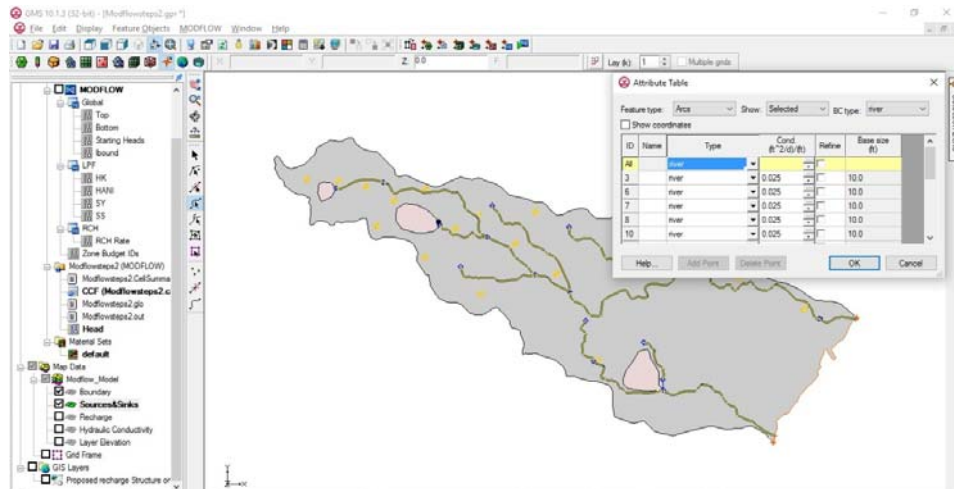 GMS 10.1.3 (32-bit) - [Modflowsteps2.gpr *]
File Edit Display Feature Objects MODFLOW Window Help
X: Y: Z: 0.0 F: Lay (k): 1 Multiple grids
MODFLOW
Global
Top
Bottom
Starting Heads
Ibound
LPF
HK
HANI
SY
SS
RCH
RCH Rate
Zone Budget IDs
Modflowsteps2 (MODFLOW)
Modflowsteps2.CellSumma
CCF (Modflowsteps2.c
Modflowsteps2.glo
Modflowsteps2.out
Head
Material Sets
default
Map Data
Modflow_Model
Boundary
Sources&Sinks
Recharge
Hydraulic Conductivity
Layer Elevation
Grid Frame
GIS Layers
Proposed recharge Structure or
Attribute Table
Feature type: Arcs Show: Selected BC type: river
Show coordinates
ID Name Type Cond. (ft^2/d)/(ft) Refine Base size (ft)
All river
3 river 0.025 10.0
6 river 0.025 10.0
7 river 0.025 10.0
8 river 0.025 10.0
10 river 0.025 10.0
Help... Add Point Delete Point OK Cancel
Y
Z X